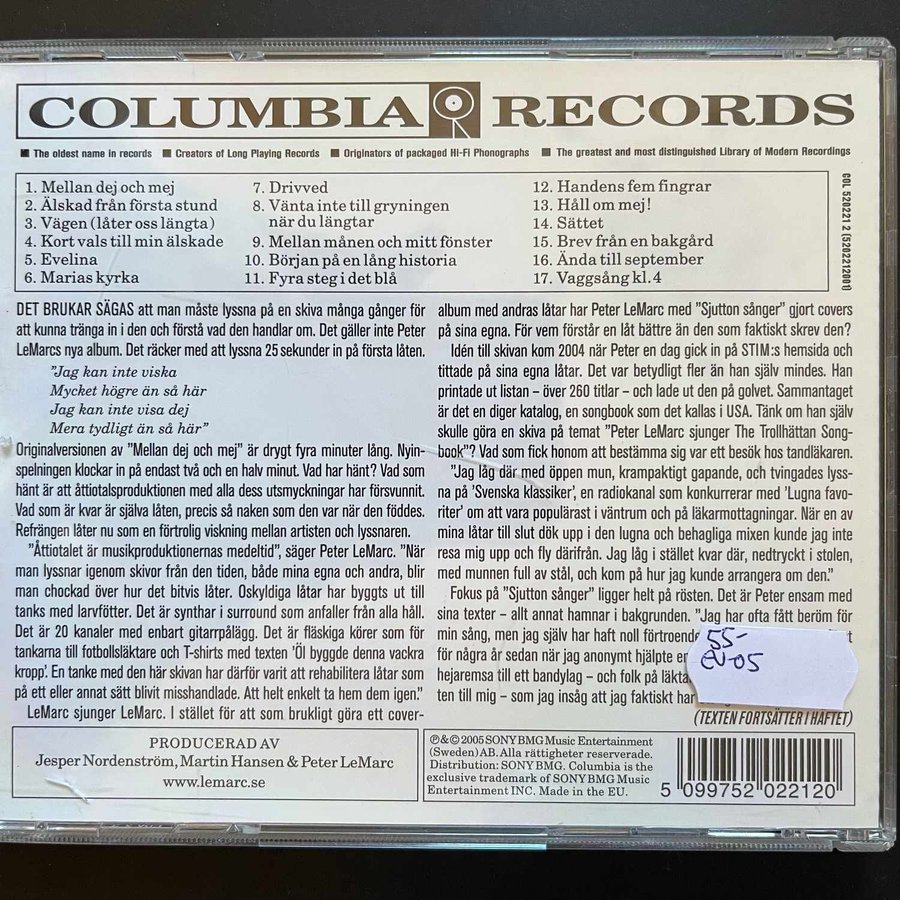 COLUMBIA RECORDS
The oldest name in records Creators of Long Playing Records Originators of packaged Hi-Fi Phonographs The greatest and most distinguished Library of Modern Recordings
1. Mellan dej och mej
2. Älskad från första stund
3. Vägen (låter oss längta)
4. Kort vals till min älskade
5. Evelina
6. Marias kyrka
7. Drivved
8. Vänta inte till gryningen
när du längtar
9. Mellan månen och mitt fönster
10. Början på en lång historia
11. Fyra steg i det blå
12. Handens fem fingrar
13. Håll om mej!
14. Sättet
15. Brev från en bakgård
16. Ända till september
17. Vaggsång kl. 4
COL 520221 2 (5202212001)
DET BRUKAR SÄGAS att man måste lyssna på en skiva många gånger för
att kunna tränga in i den och förstå vad den handlar om. Det gäller inte Peter
LeMarcs nya album. Det räcker med att lyssna 25 sekunder in på första låten.
"Jag kan inte viska
Mycket högre än så här
Jag kan inte visa dej
Mera tydligt än så här"
Originalversionen av "Mellan dej och mej" är drygt fyra minuter lång. Nyin-
spelningen klockar in på endast två och en halv minut. Vad har hänt? Vad som
hänt är att åttiotalsproduktionen med alla dess utsmyckningar har försvunnit.
Vad som är kvar är själva låten, precis så naken som den var när den föddes.
Refrängen låter nu som en förtrolig viskning mellan artisten och lyssnaren.
"Åttiotalet är musikproduktionernas medeltid", säger Peter LeMarc. "När
man lyssnar igenom skivor från den tiden, både mina egna och andra, blir
man chockad över hur det bitvis låter. Oskyldiga låtar har byggts ut till
tanks med larvfötter. Det är synthar i surround som anfaller från alla håll.
Det är 20 kanaler med enbart gitarrpålägg. Det är fläskiga körer som för
tankarna till fotbollsläktare och T-shirts med texten 'Öl byggde denna vackra
kropp'. En tanke med den här skivan har därför varit att rehabilitera låtar som
på ett eller annat sätt blivit misshandlade. Att helt enkelt ta hem dem igen."
LeMarc sjunger LeMarc. I stället för att som brukligt göra ett cover-
album med andras låtar har Peter LeMarc med "Sjutton sånger" gjort covers
på sina egna. För vem förstår en låt bättre än den som faktiskt skrev den?
Idén till skivan kom 2004 när Peter en dag gick in på STIM:s hemsida och
tittade på sina egna låtar. Det var betydligt fler än han själv mindes. Han
printade ut listan – över 260 titlar – och lade ut den på golvet. Sammantaget
är det en diger katalog, en songbook som det kallas i USA. Tänk om han själv
skulle göra en skiva på temat "Peter LeMarc sjunger The Trollhättan Song-
book"? Vad som fick honom att bestämma sig var ett besök hos tandläkaren.
"Jag låg där med öppen mun, krampaktigt gapande, och tvingades lyss-
na på 'Svenska klassiker', en radiokanal som konkurrerar med 'Lugna favo-
riter' om att vara populärast i väntrum och på läkarmottagningar. När en av
mina låtar till slut dök upp i den lugna och behagliga mixen kunde jag inte
resa mig upp och fly därifrån. Jag låg i stället kvar där, nedtryckt i stolen,
med munnen full av stål, och kom på hur jag kunde arrangera om den."
Fokus på "Sjutton sånger" ligger helt på rösten. Det är Peter ensam med
sina texter – allt annat hamnar i bakgrunden. "Jag har ofta fått beröm för
min sång, men jag själv har haft noll förtroende
för några år sedan när jag anonymt hjälpte
hejaremsa till ett bandylag – och folk på
ten till mig – som jag insåg att jag faktiskt
(TEXTEN FORTSÄTTER I HÄFTET)
55-
EV-05
PRODUCERAD AV
Jesper Nordenström, Martin Hansen & Peter LeMarc
www.lemarc.se
℗&© 2005 SONY BMG Music Entertainment
(Sweden) AB. Alla rättigheter reserverade.
Distribution: SONY BMG. Columbia is the
exclusive trademark of SONY BMG Music
Entertainment INC. Made in the EU.
5 099752 022120